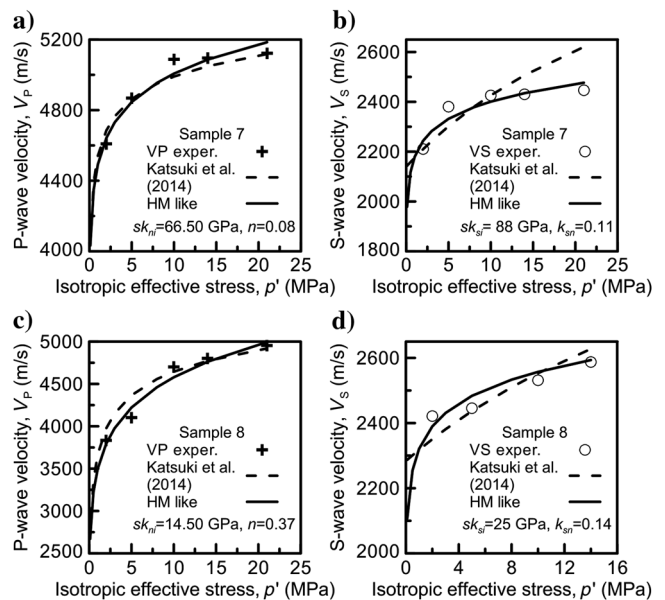 a)
5200
4800
4400
4000
P-wave velocity, VP (m/s)
Sample 7
VP exper.
Katsuki et al.
(2014)
HM like
skni=66.50 GPa, n=0.08
0 5 10 15 20 25
Isotropic effective stress, p' (MPa)
b)
2600
2400
2200
2000
1800
S-wave velocity, VS (m/s)
Sample 7
VS exper.
Katsuki et al.
(2014)
HM like
sksi= 88 GPa, ksn=0.11
0 5 10 15 20 25
Isotropic effective stress, p' (MPa)
c)
5000
4500
4000
3500
3000
2500
P-wave velocity, VP (m/s)
Sample 8
VP exper.
Katsuki et al.
(2014)
HM like
skni=14.50 GPa, n=0.37
0 5 10 15 20 25
Isotropic effective stress, p' (MPa)
d)
2600
2400
2200
2000
S-wave velocity, VS (m/s)
Sample 8
VS exper.
Katsuki et al.
(2014)
HM like
sksi=25 GPa, ksn=0.14
0 4 8 12 16
Isotropic effective stress, p' (MPa)